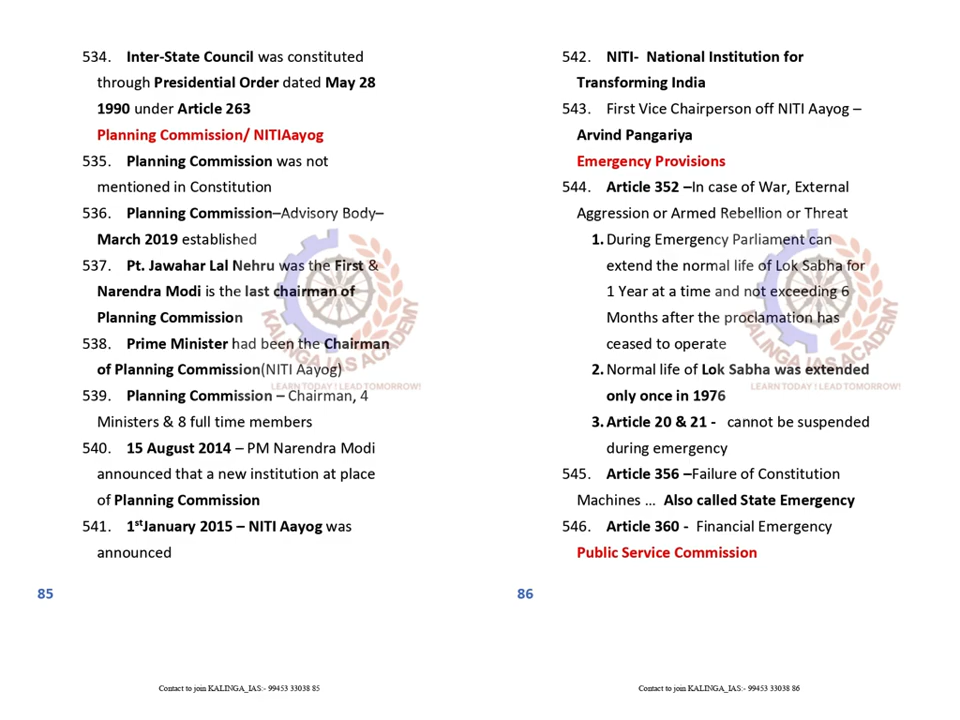 534. Inter-State Council was constituted
through Presidential Order dated May 28
1990 under Article 263
Planning Commission/ NITIAayog
535. Planning Commission was not
mentioned in Constitution
536. Planning Commission–Advisory Body–
March 2019 established
537. Pt. Jawahar Lal Nehru was the First &
Narendra Modi is the last chairman of
Planning Commission
538. Prime Minister had been the Chairman
of Planning Commission(NITI Aayog)
539. Planning Commission – Chairman, 4
Ministers & 8 full time members
540. 15 August 2014 – PM Narendra Modi
announced that a new institution at place
of Planning Commission
541. 1stJanuary 2015 – NITI Aayog was
announced
KALINGA IAS ACADEMY
LEARN TODAY ! LEAD TOMORROW!
85
Contact to join KALINGA_IAS:- 99453 33038 85
542. NITI- National Institution for
Transforming India
543. First Vice Chairperson off NITI Aayog –
Arvind Pangariya
Emergency Provisions
544. Article 352 –In case of War, External
Aggression or Armed Rebellion or Threat
1. During Emergency Parliament can
extend the normal life of Lok Sabha for
1 Year at a time and not exceeding 6
Months after the proclamation has
ceased to operate
2. Normal life of Lok Sabha was extended
only once in 1976
3. Article 20 & 21 - cannot be suspended
during emergency
545. Article 356 –Failure of Constitution
Machines … Also called State Emergency
546. Article 360 - Financial Emergency
Public Service Commission
KALINGA IAS ACADEMY
LEARN TODAY ! LEAD TOMORROW!
86
Contact to join KALINGA_IAS:- 99453 33038 86